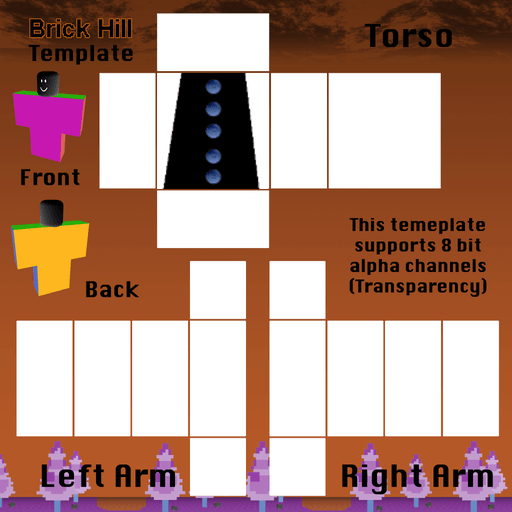 Brick Hill
Template
Torso
Front
This temeplate
supports 8 bit
alpha channels
(Transparency)
Back
Left Arm
Right Arm